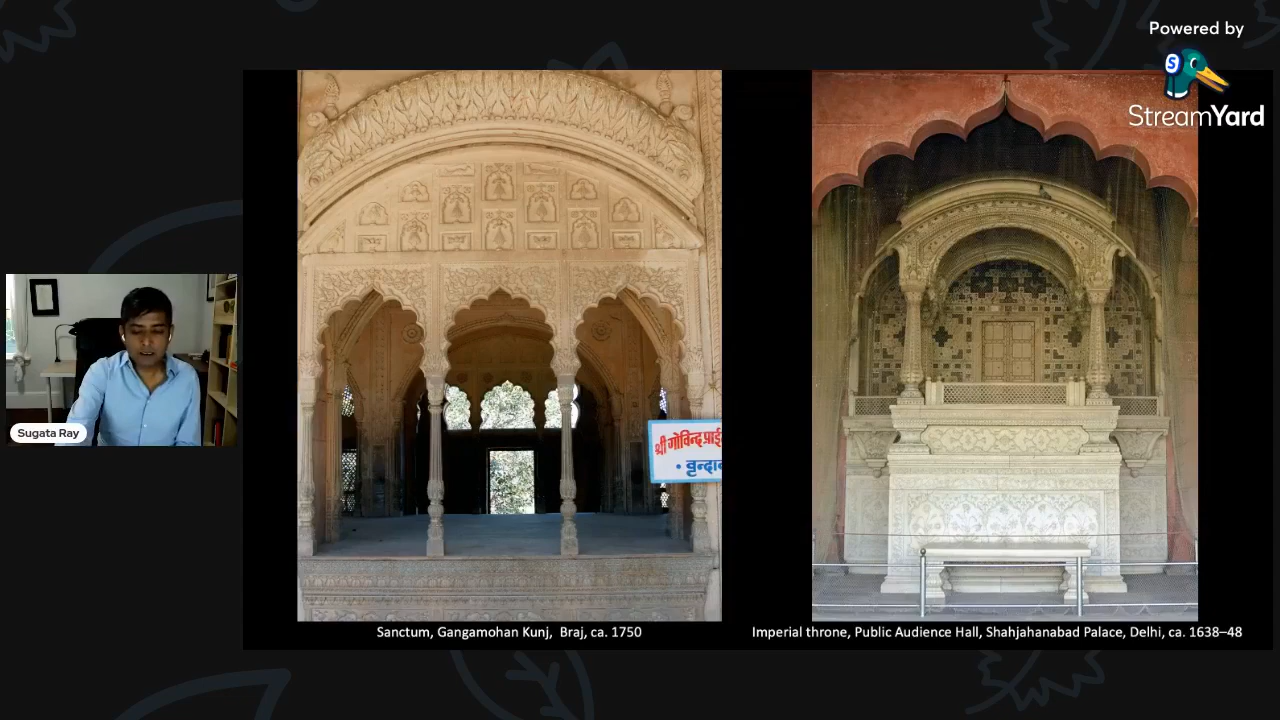 Powered by
StreamYard
Sugata Ray
श्री गोविन्द
Sanctum, Gangamohan Kunj, Braj, ca. 1750
Imperial throne, Public Audience Hall, Shahjahanabad Palace, Delhi, ca. 1638–48